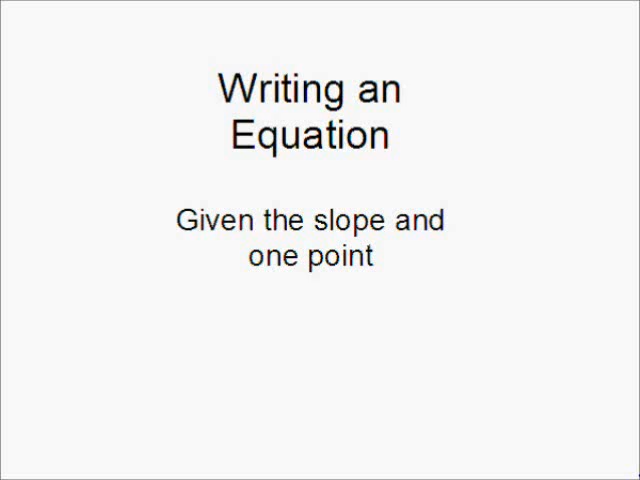 Writing an
Equation
Given the slope and
one point